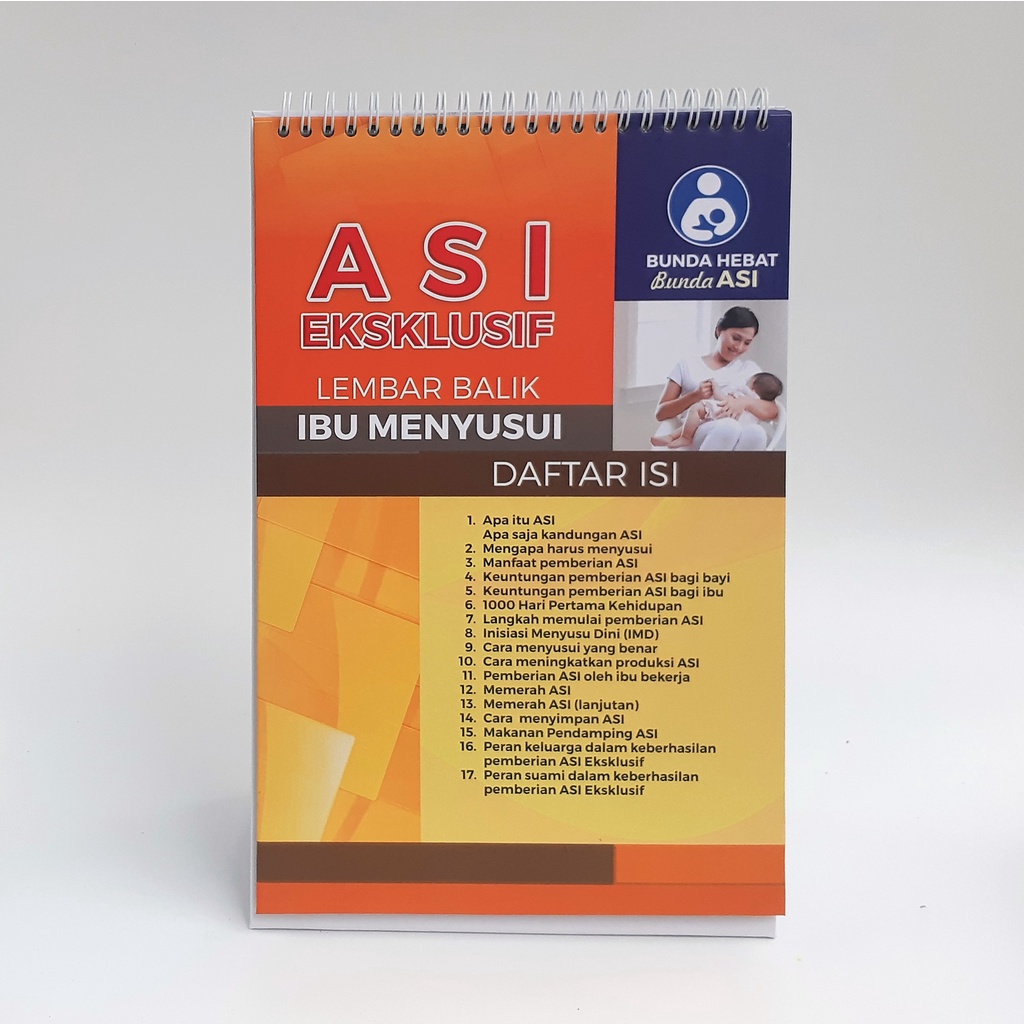 A S I
EKSKLUSIF
LEMBAR BALIK
IBU MENYUSUI
BUNDA HEBAT
Bunda ASI
DAFTAR ISI
1. Apa itu ASI
Apa saja kandungan ASI
2. Mengapa harus menyusui
3. Manfaat pemberian ASI
4. Keuntungan pemberian ASI bagi bayi
5. Keuntungan pemberian ASI bagi ibu
6. 1000 Hari Pertama Kehidupan
7. Langkah memulai pemberian ASI
8. Inisiasi Menyusu Dini (IMD)
9. Cara menyusui yang benar
10. Cara meningkatkan produksi ASI
11. Pemberian ASI oleh ibu bekerja
12. Memerah ASI
13. Memerah ASI (lanjutan)
14. Cara menyimpan ASI
15. Makanan Pendamping ASI
16. Peran keluarga dalam keberhasilan
pemberian ASI Eksklusif
17. Peran suami dalam keberhasilan
pemberian ASI Eksklusif